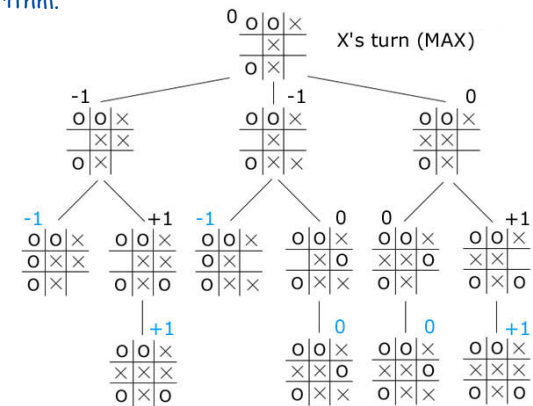 0 O O X
X
X's turn (MAX)
O X
-1 -1 0
O O X O O X O O X
X X X X X
O X O X X O X
-1 +1 -1 0 0 +1
O O X O O X O O X O O X O O X O O X
O X X X X O X X O X X O X X
O X O X O O X O X O X O X O
+1 0 0 +1
O O X O O X O O X O O X
X X X X X O X X O X X X
O X O O X X O X X O X O